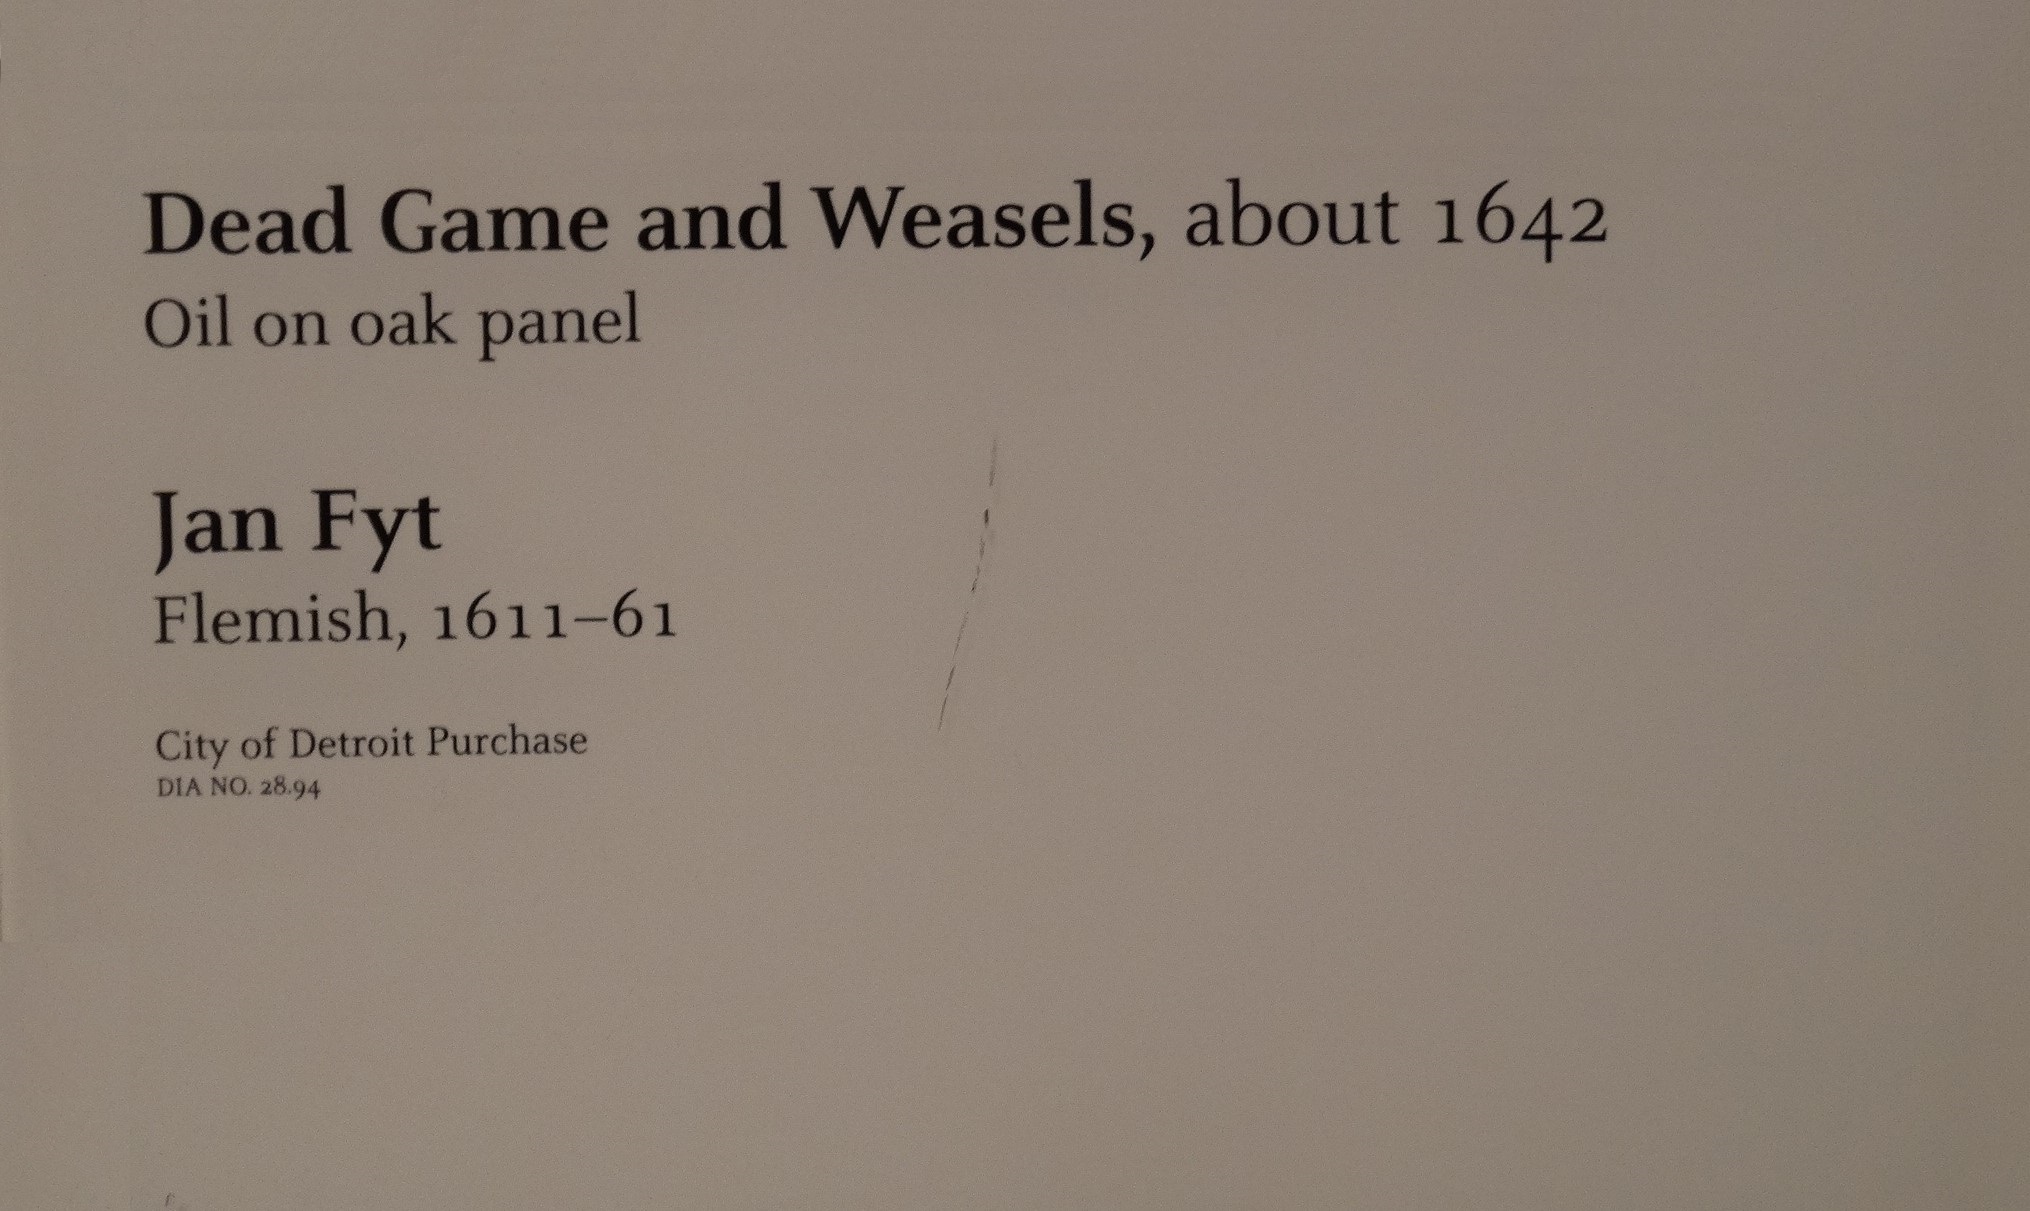 Dead Game and Weasels, about 1642
Oil on oak panel
Jan Fyt
Flemish, 1611–61
City of Detroit Purchase
DIA NO. 28.94